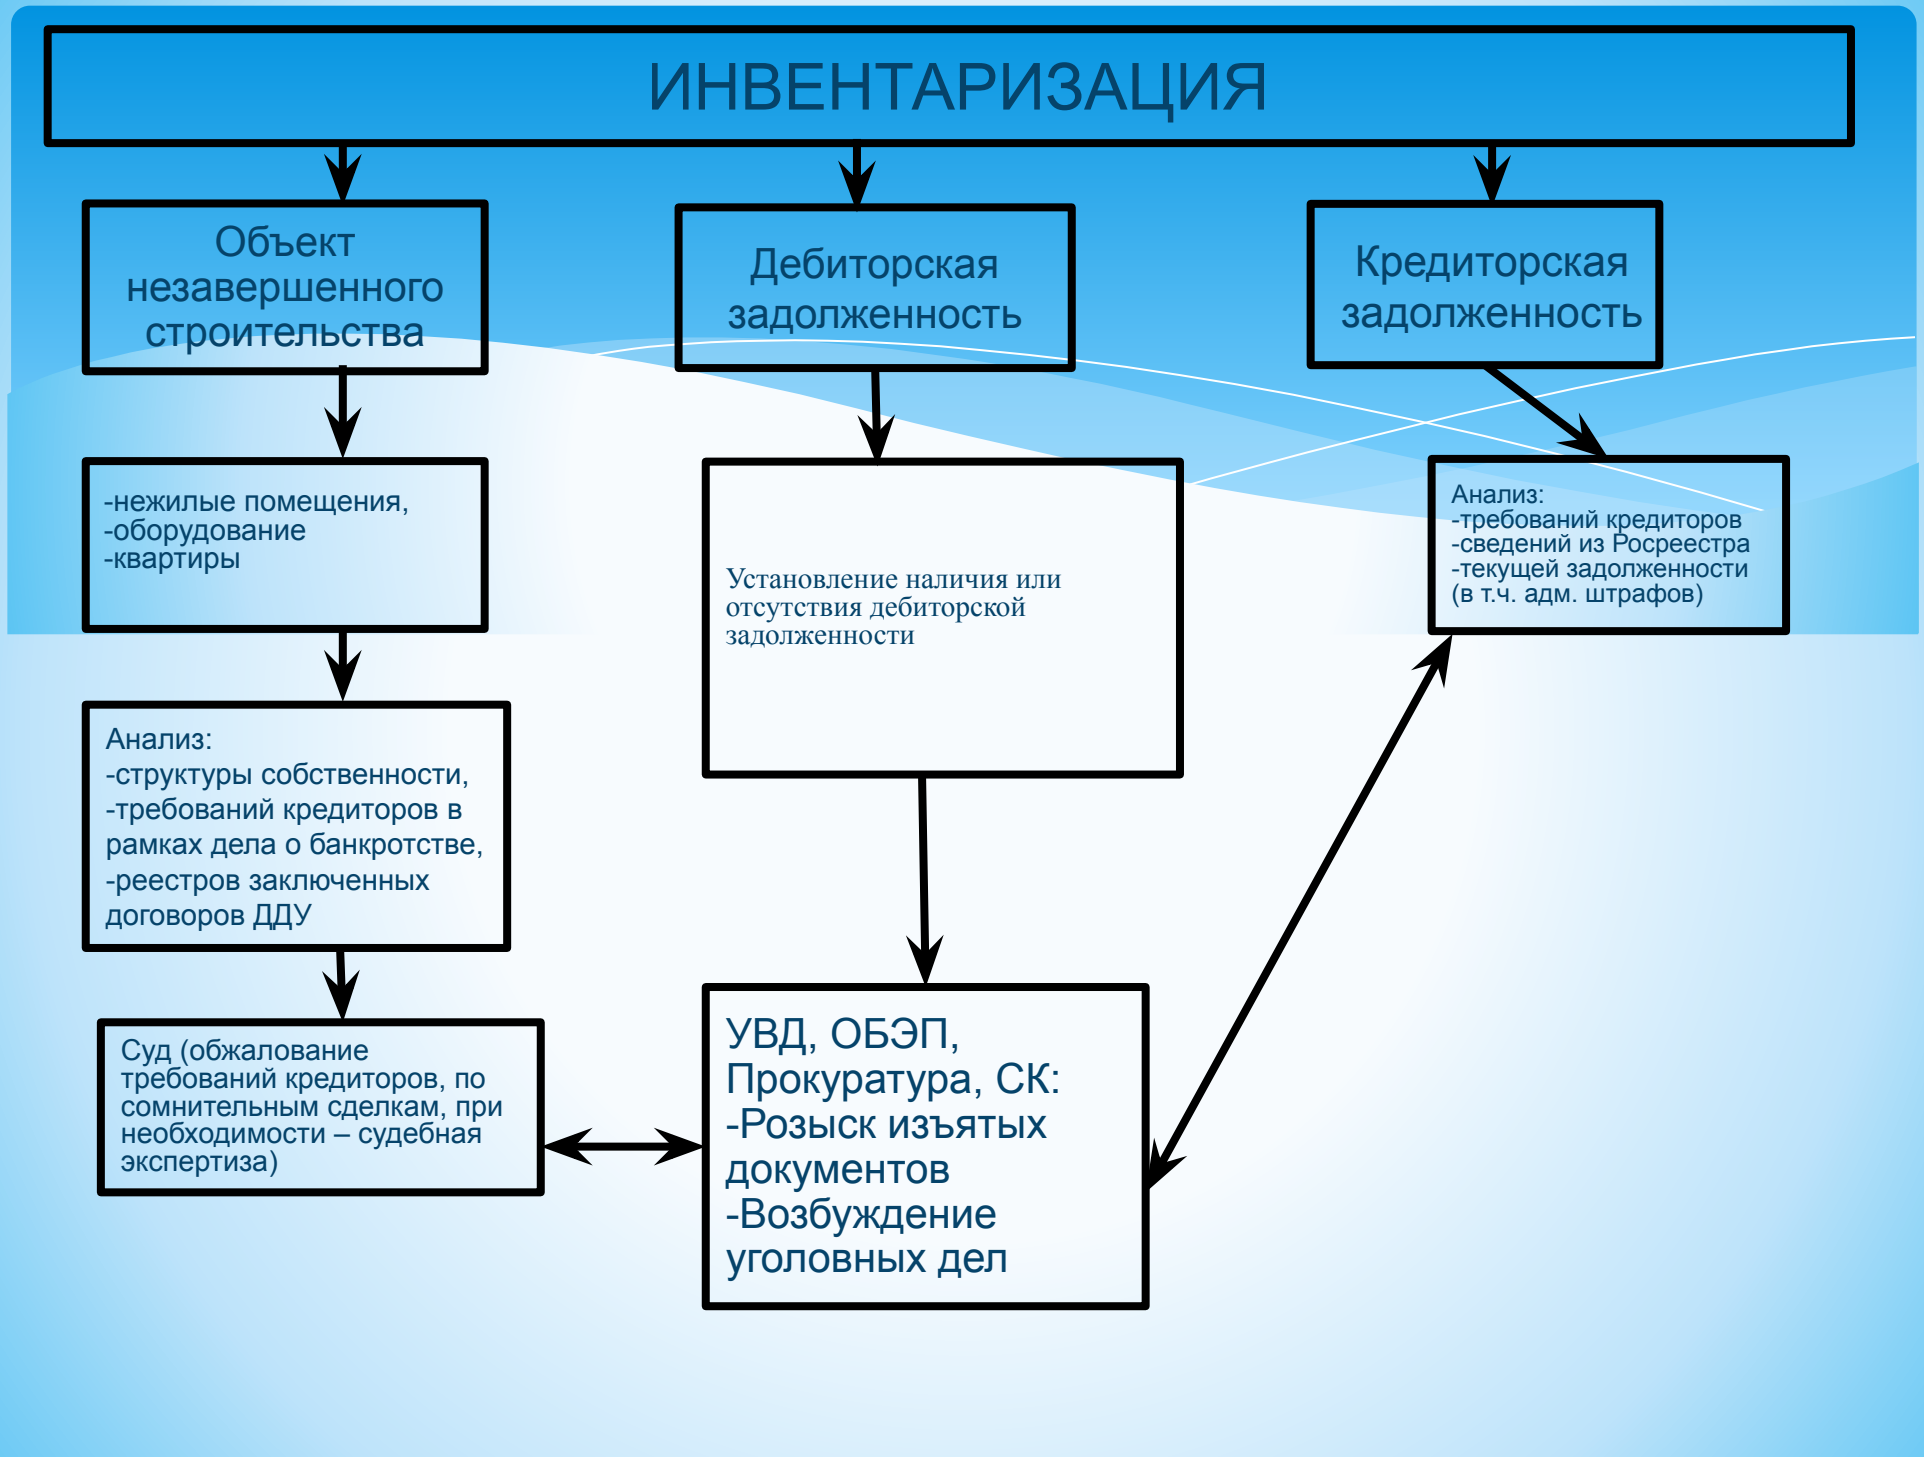 ИНВЕНТАРИЗАЦИЯ
Объект
незавершенного
строительства
Дебиторская
задолженность
Кредиторская
задолженность
-нежилые помещения,
-оборудование
-квартиры
Установление наличия или
отсутствия дебиторской
задолженности
Анализ:
-требований кредиторов
-сведений из Росреестра
-текущей задолженности
(в т.ч. адм. штрафов)
Анализ:
-структуры собственности,
-требований кредиторов в
рамках дела о банкротстве,
-реестров заключенных
договоров ДДУ
Суд (обжалование
требований кредиторов, по
сомнительным сделкам, при
необходимости – судебная
экспертиза)
УВД, ОБЭП,
Прокуратура, СК:
-Розыск изъятых
документов
-Возбуждение
уголовных дел